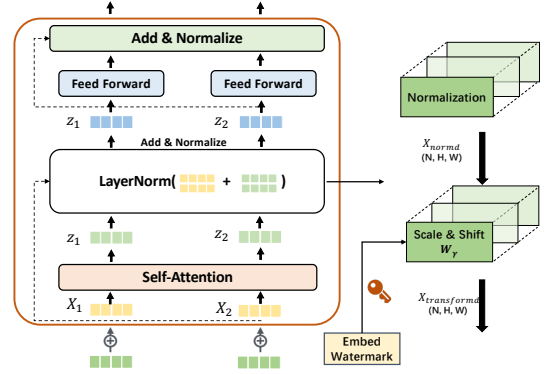 Add & Normalize
Feed Forward
Feed Forward
z1
z2
Add & Normalize
LayerNorm( + )
z1
z2
Self-Attention
X1
X2
Normalization
Xnormd
(N, H, W)
Scale & Shift
Wγ
Xtransformd
(N, H, W)
Embed
Watermark